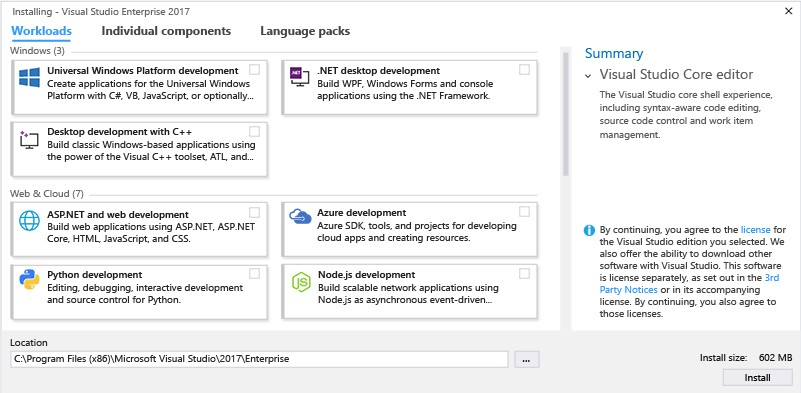 Installing - Visual Studio Enterprise 2017
Workloads Individual components Language packs
Windows (3)
Universal Windows Platform development
Create applications for the Universal Windows
Platform with C#, VB, JavaScript, or optionally...
.NET desktop development
Build WPF, Windows Forms and console
applications using the .NET Framework.
Desktop development with C++
Build classic Windows-based applications using
the power of the Visual C++ toolset, ATL, and...
Web & Cloud (7)
ASP.NET and web development
Build web applications using ASP.NET, ASP.NET
Core, HTML, JavaScript, and CSS.
Azure development
Azure SDK, tools, and projects for developing
cloud apps and creating resources.
Python development
Editing, debugging, interactive development
and source control for Python.
Node.js development
Build scalable network applications using
Node.js as asynchronous event-driven...
Summary
Visual Studio Core editor
The Visual Studio core shell experience,
including syntax-aware code editing,
source code control and work item
management.
By continuing, you agree to the license for
the Visual Studio edition you selected. We
also offer the ability to download other
software with Visual Studio. This software
is license separately, as set out in the 3rd
Party Notices or in its accompanying
license. By continuing, you also agree to
those licenses.
Location
C:\Program Files (x86)\Microsoft Visual Studio\2017\Enterprise
...
Install size: 602 MB
Install